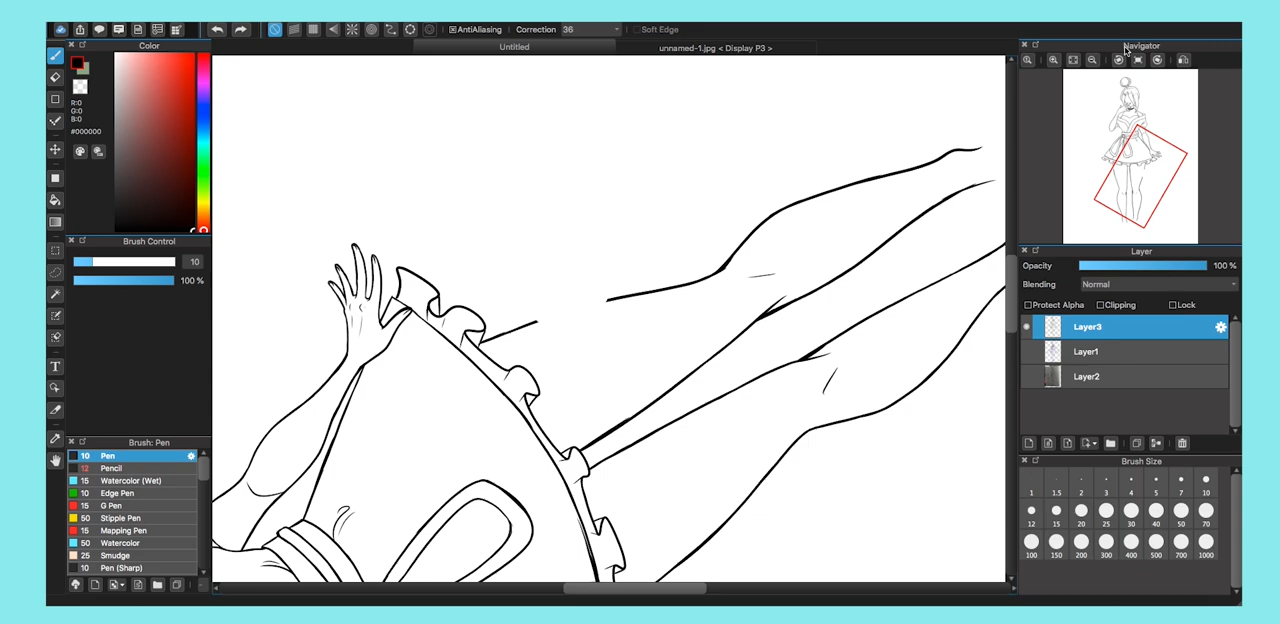 AntiAliasing Correction 36 Soft Edge
Color
Untitled
unnamed-1.jpg < Display P3 >
Navigator
R:0
G:0
B:0
#000000
Brush Control
10
100 %
Layer
Opacity 100 %
Blending Normal
Protect Alpha Clipping Lock
Layer3
Layer1
Layer2
Brush: Pen
10 Pen
12 Pencil
15 Watercolor (Wet)
10 Edge Pen
15 G Pen
50 Stipple Pen
15 Mapping Pen
50 Watercolor
25 Smudge
10 Pen (Sharp)
Brush Size
1 1.5 2 3 4 5 7 10
12 15 20 25 30 40 50 70
100 150 200 300 400 500 700 1000
T